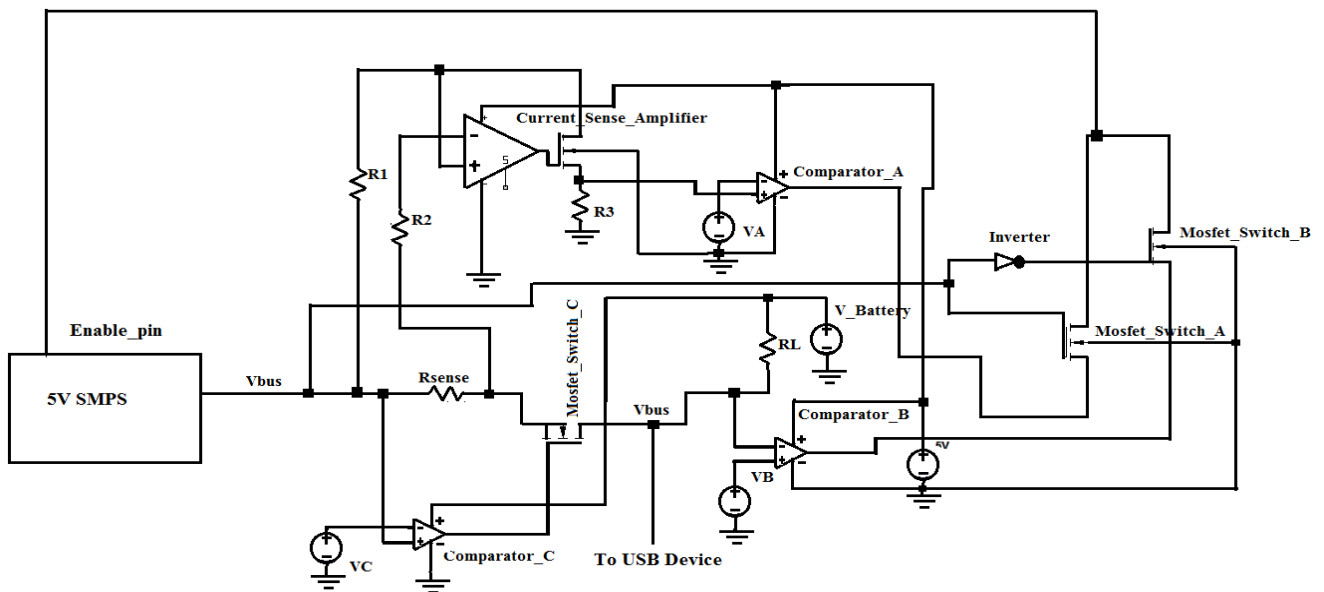 Current_Sense_Amplifier
R1
R2
R3
VA
Comparator_A
Inverter
Mosfet_Switch_B
Mosfet_Switch_A
Enable_pin
5V SMPS
Vbus
Rsense
Mosfet_Switch_C
V_Battery
RL
Vbus
Comparator_B
5V
VB
VC
Comparator_C
To USB Device